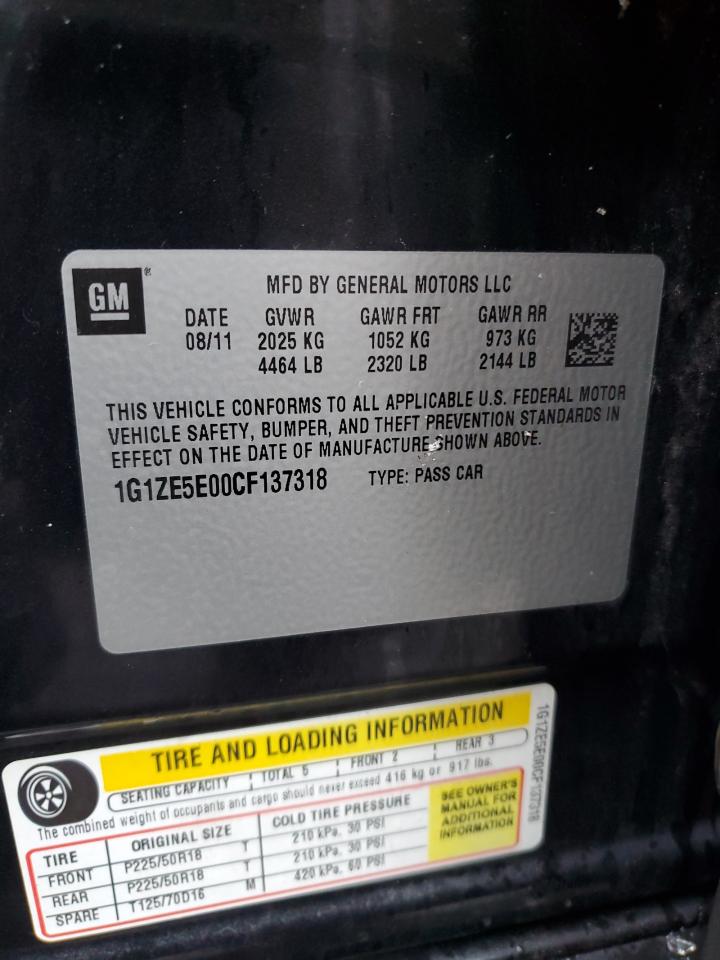 GM
MFD BY GENERAL MOTORS LLC
DATE GVWR GAWR FRT GAWR RR
08/11 2025 KG 1052 KG 973 KG
4464 LB 2320 LB 2144 LB
THIS VEHICLE CONFORMS TO ALL APPLICABLE U.S. FEDERAL MOTOR
VEHICLE SAFETY, BUMPER, AND THEFT PREVENTION STANDARDS IN
EFFECT ON THE DATE OF MANUFACTURE SHOWN ABOVE.
1G1ZE5E00CF137318 TYPE: PASS CAR
TIRE AND LOADING INFORMATION
SEATING CAPACITY TOTAL 5 FRONT 2 REAR 3
The combined weight of occupants and cargo should never exceed 416 kg or 917 lbs.
TIRE ORIGINAL SIZE COLD TIRE PRESSURE
FRONT P225/50R18 T 210 kPa, 30 PSI
REAR P225/50R18 T 210 kPa, 30 PSI
SPARE T125/70D16 M 420 kPa, 60 PSI
SEE OWNER'S
MANUAL FOR
ADDITIONAL
INFORMATION
1G1ZE5E00CF137318